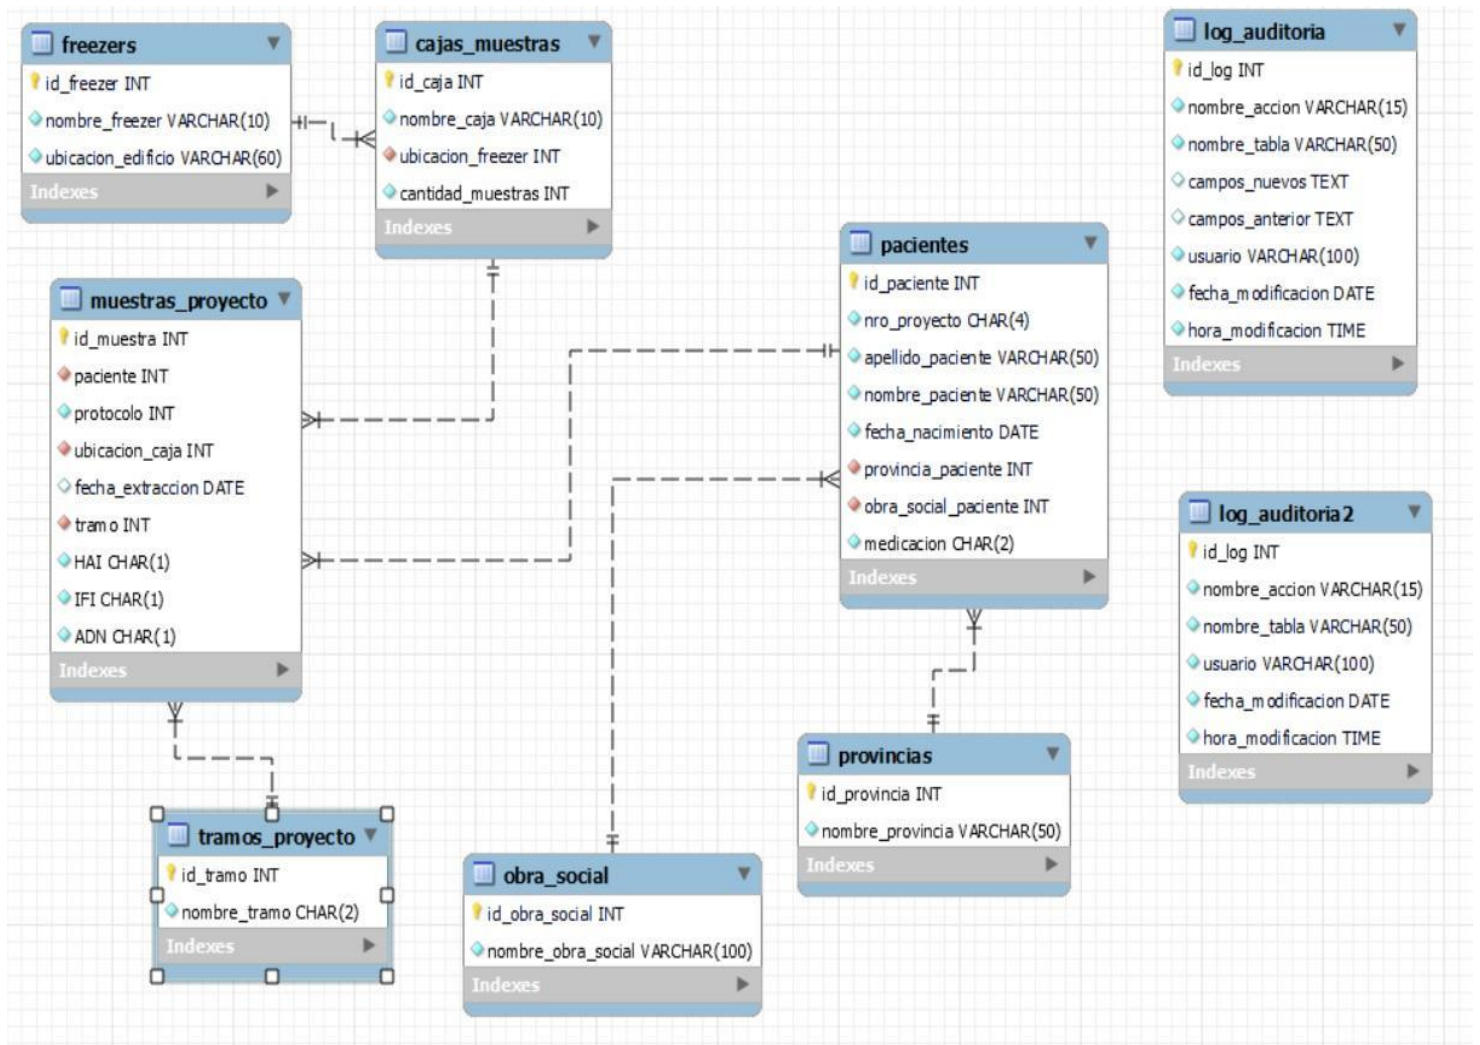 freezers
id_freezer INT
nombre_freezer VARCHAR(10)
ubicacion_edificio VARCHAR(60)
Indexes
cajas_muestras
id_caja INT
nombre_caja VARCHAR(10)
ubicacion_freezer INT
cantidad_muestras INT
Indexes
log_auditoria
id_log INT
nombre_accion VARCHAR(15)
nombre_tabla VARCHAR(50)
campos_nuevos TEXT
campos_anterior TEXT
usuario VARCHAR(100)
fecha_modificacion DATE
hora_modificacion TIME
Indexes
muestras_proyecto
id_muestra INT
paciente INT
protocolo INT
ubicacion_caja INT
fecha_extraccion DATE
tramo INT
HAI CHAR(1)
IFI CHAR(1)
ADN CHAR(1)
Indexes
pacientes
id_paciente INT
nro_proyecto CHAR(4)
apellido_paciente VARCHAR(50)
nombre_paciente VARCHAR(50)
fecha_nacimiento DATE
provincia_paciente INT
obra_social_paciente INT
medicacion CHAR(2)
Indexes
log_auditoria2
id_log INT
nombre_accion VARCHAR(15)
nombre_tabla VARCHAR(50)
usuario VARCHAR(100)
fecha_modificacion DATE
hora_modificacion TIME
Indexes
tramos_proyecto
id_tramo INT
nombre_tramo CHAR(2)
Indexes
obra_social
id_obra_social INT
nombre_obra_social VARCHAR(100)
Indexes
provincias
id_provincia INT
nombre_provincia VARCHAR(50)
Indexes